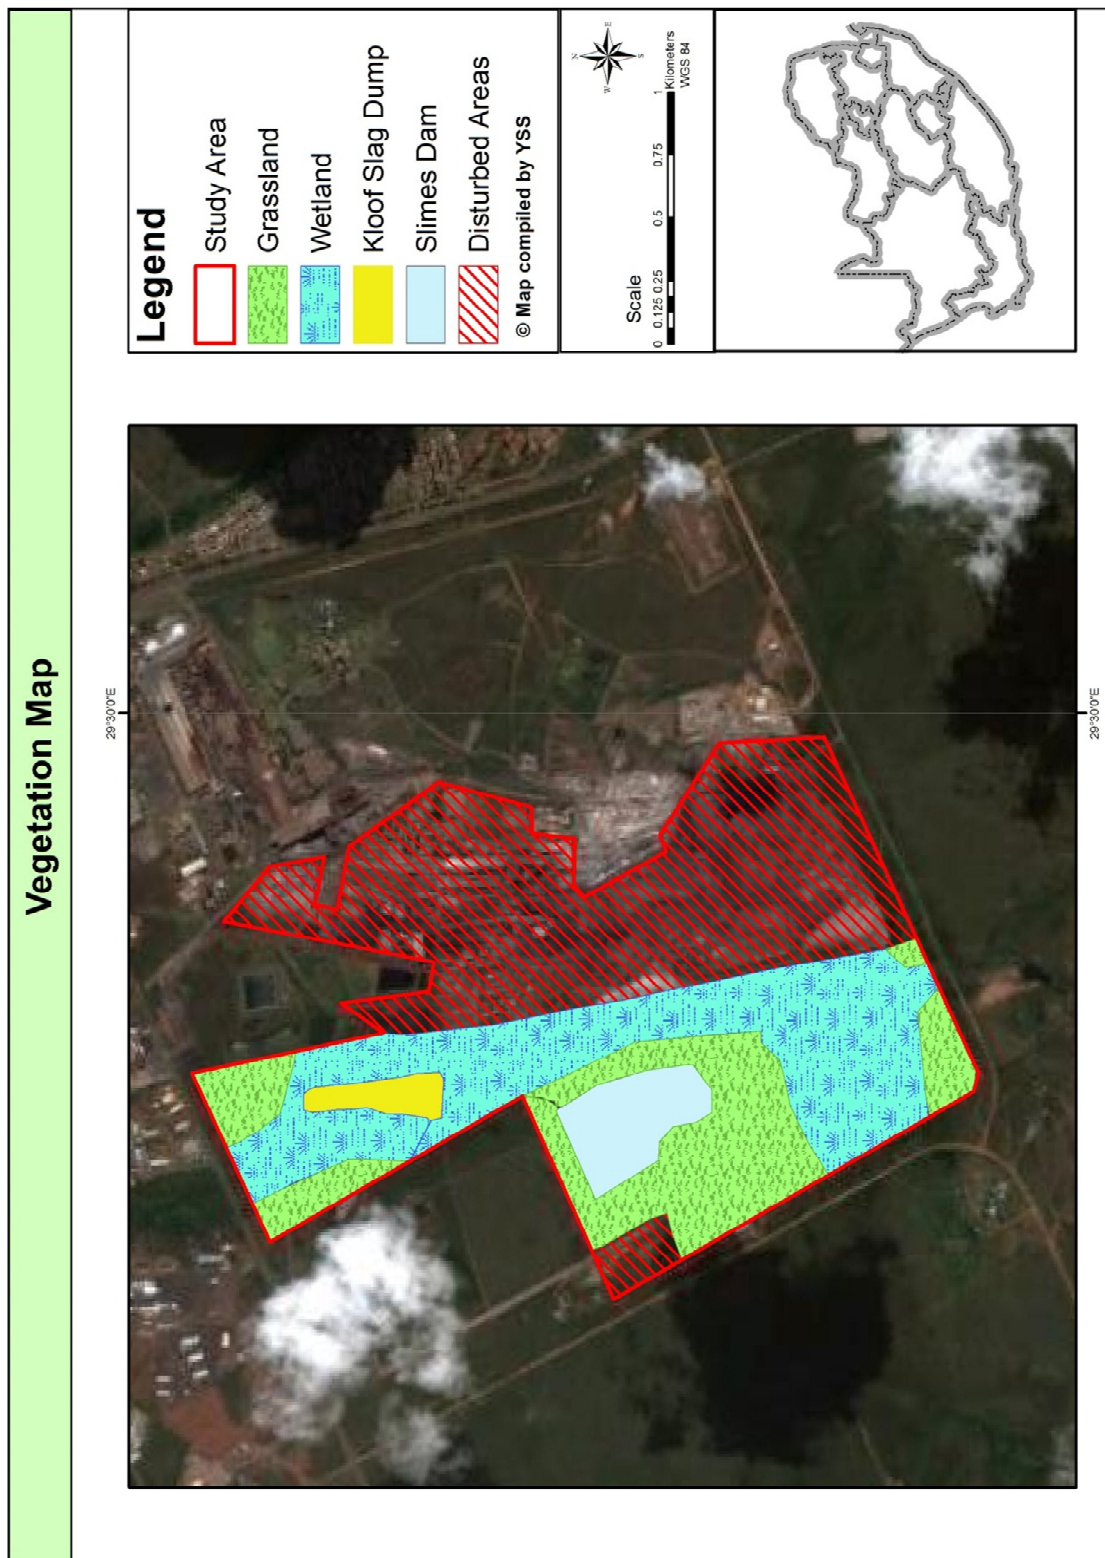 Vegetation Map
29°30'0"E
29°30'0"E
Legend
Study Area
Grassland
Wetland
Kloof Slag Dump
Slimes Dam
Disturbed Areas
© Map compiled by YSS
N
E
S
W
Scale
0 0.125 0.25 0.5 0.75 1
Kilometers
WGS 84